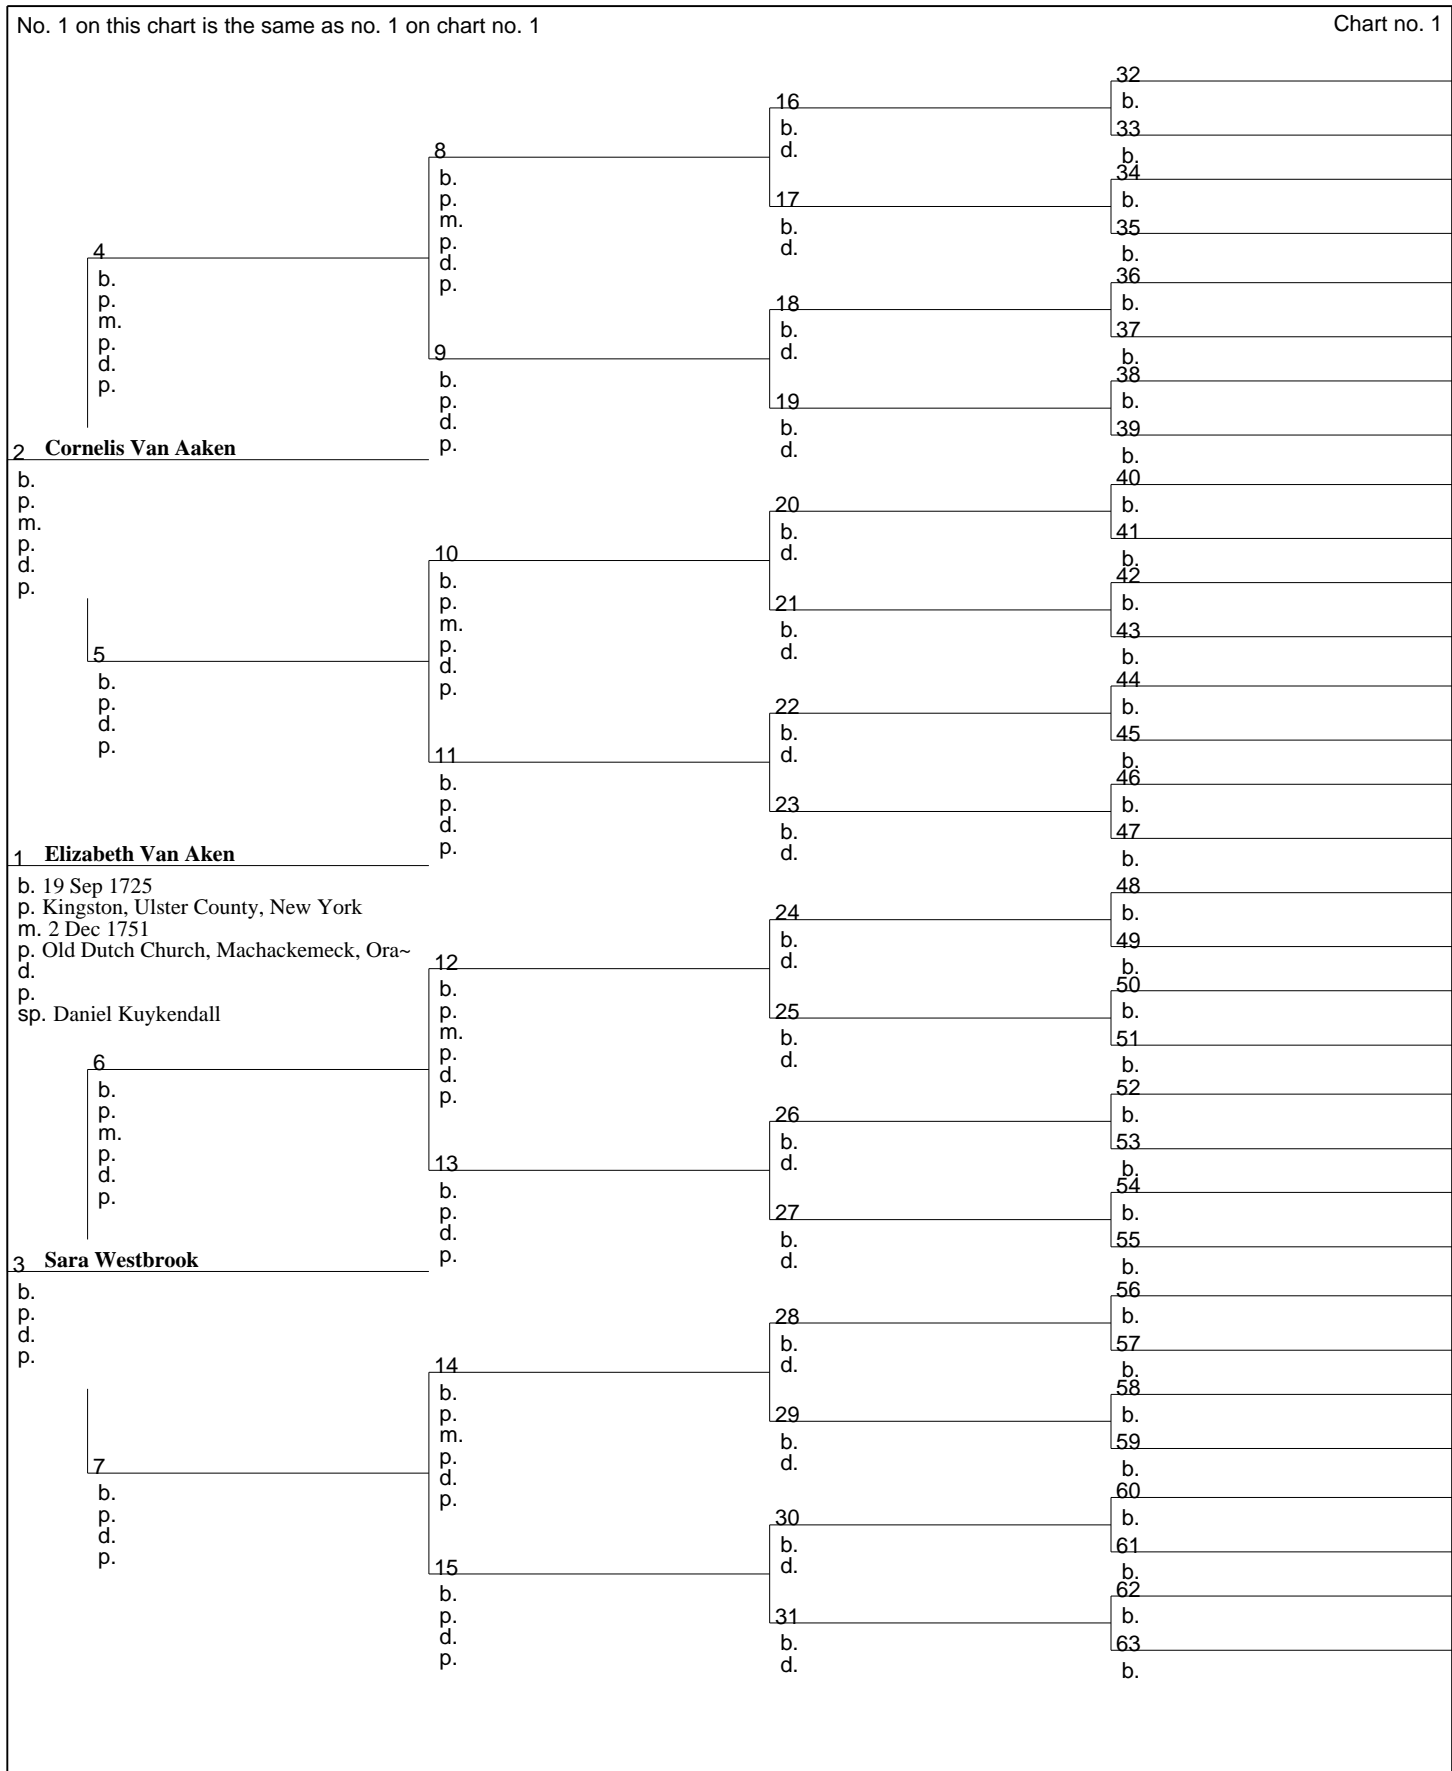 No. 1 on this chart is the same as no. 1 on chart no. 1
Chart no. 1
2 Cornelis Van Aaken
b.
p.
m.
p.
d.
p.
1 Elizabeth Van Aken
b. 19 Sep 1725
p. Kingston, Ulster County, New York
m. 2 Dec 1751
p. Old Dutch Church, Machackemeck, Ora~
d.
p.
sp. Daniel Kuykendall
3 Sara Westbrook
b.
p.
d.
p.
4
b.
p.
m.
p.
d.
p.
5
b.
p.
d.
p.
6
b.
p.
m.
p.
d.
p.
7
b.
p.
d.
p.
8
b.
p.
m.
p.
d.
p.
9
b.
p.
d.
p.
10
b.
p.
m.
p.
d.
p.
11
b.
p.
d.
p.
12
b.
p.
m.
p.
d.
p.
13
b.
p.
d.
p.
14
b.
p.
m.
p.
d.
p.
15
b.
p.
d.
p.
16
b.
d.
17
b.
d.
18
b.
d.
19
b.
d.
20
b.
d.
21
b.
d.
22
b.
d.
23
b.
d.
24
b.
d.
25
b.
d.
26
b.
d.
27
b.
d.
28
b.
d.
29
b.
d.
30
b.
d.
31
b.
d.
32
b.
33
b.
34
b.
35
b.
36
b.
37
b.
38
b.
39
b.
40
b.
41
b.
42
b.
43
b.
44
b.
45
b.
46
b.
47
b.
48
b.
49
b.
50
b.
51
b.
52
b.
53
b.
54
b.
55
b.
56
b.
57
b.
58
b.
59
b.
60
b.
61
b.
62
b.
63
b.